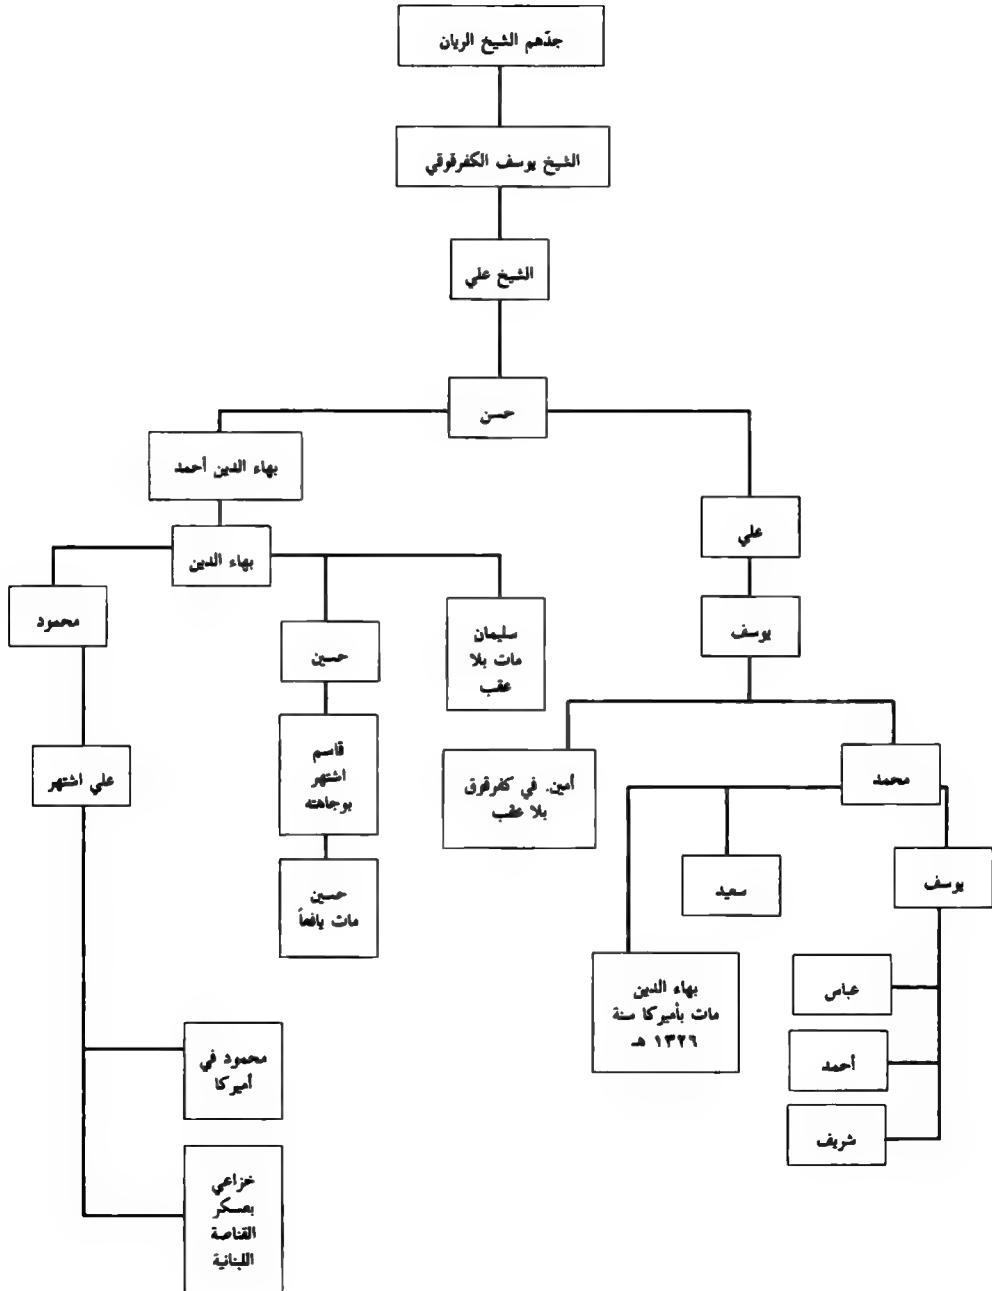 جدّهم الشيخ الريان
الشيخ يوسف الكفرقوقي
الشيخ علي
حسن
بهاء الدين أحمد
علي
بهاء الدين
محمود
حسين
سليمان
مات بلا
عقب
يوسف
قاسم
اشتهر
بوجاهته
علي اشتهر
أمين. في كفرقوق
بلا عقب
محمد
حسين
مات يافعاً
سعيد
يوسف
بهاء الدين
مات بأميركا سنة
١٣٢٦ هـ
عباس
أحمد
شريف
محمود في
أميركا
خزاعي
بعسكر
القناصة
اللبنانية